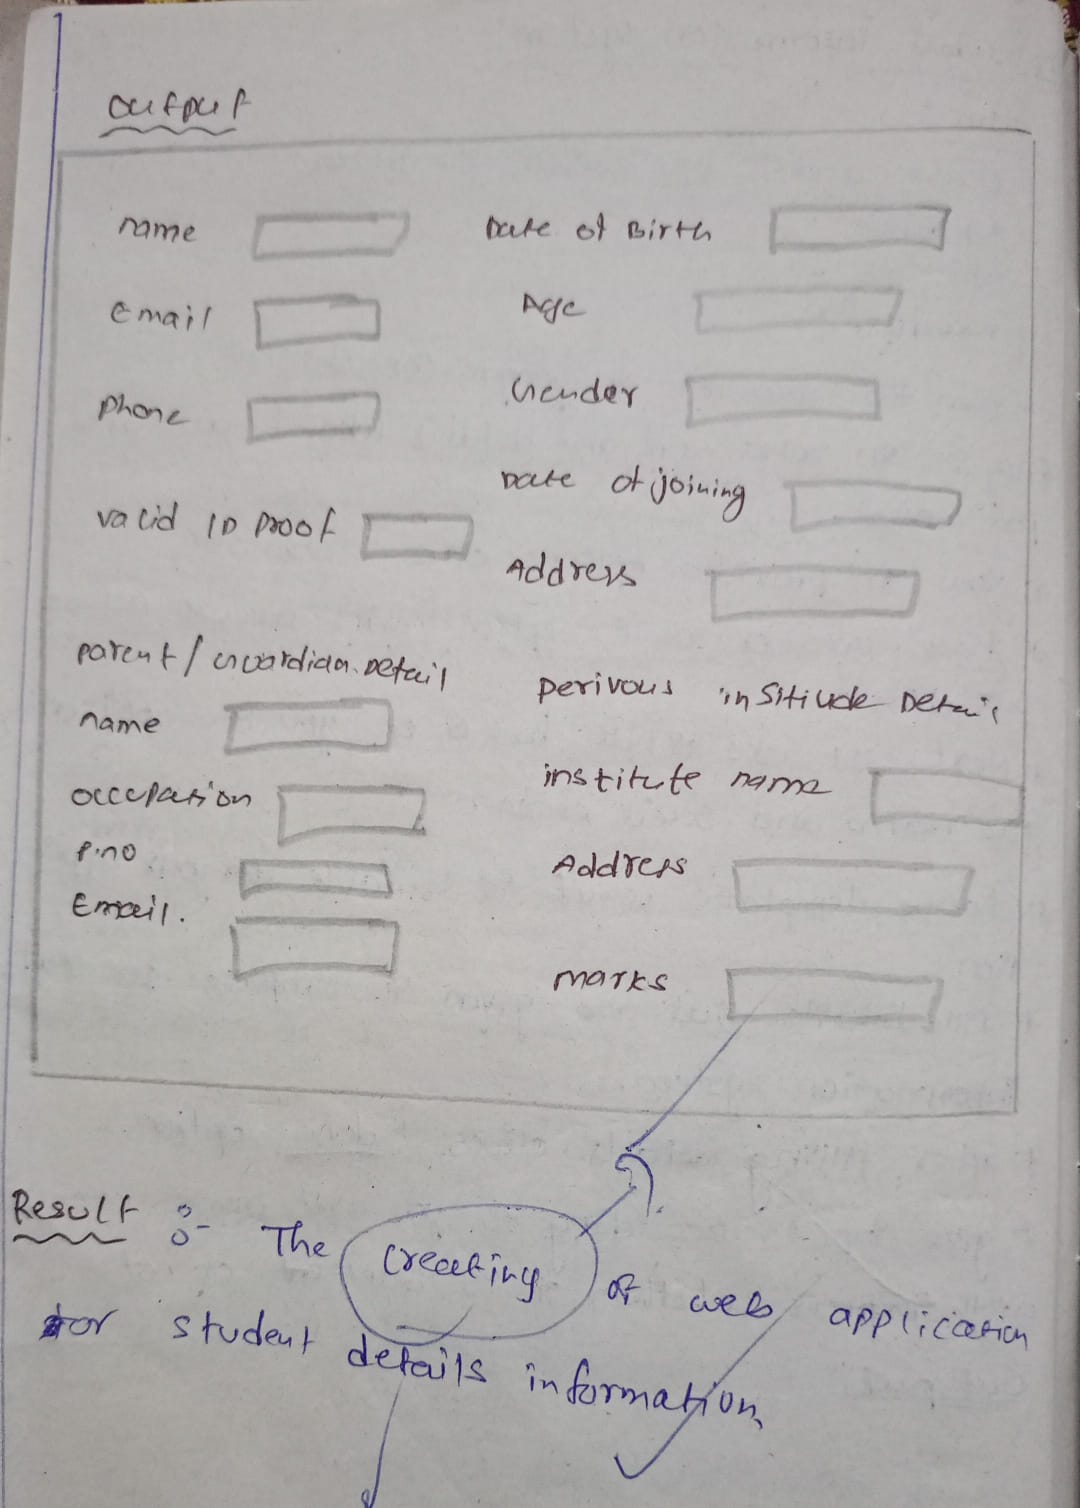 output
name
Date of Birth
Email
Age
phone
Gender
Date of joining
valid ID proof
Address
parent / Guardian. Detail
perivous insitiude Detail
name
institute name
occupation
P.no
Address
Email.
marks
Result :- The creating of web application
for student details information.